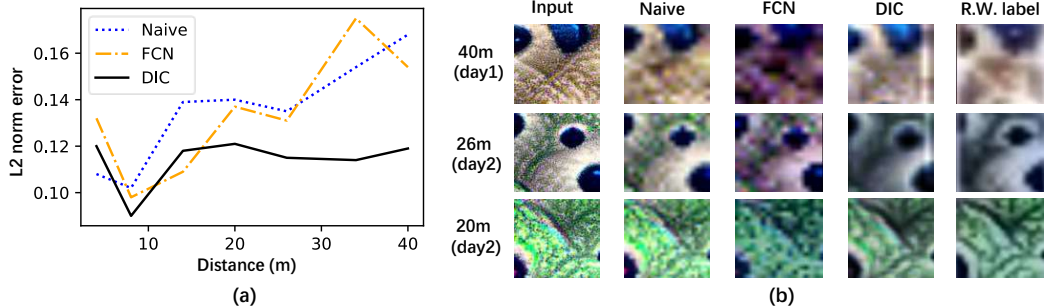 Naive
FCN
DIC
0.16
0.14
0.12
0.10
L2 norm error
10
20
30
40
Distance (m)
(a)
Input
Naive
FCN
DIC
R.W. label
40m
(day1)
26m
(day2)
20m
(day2)
(b)